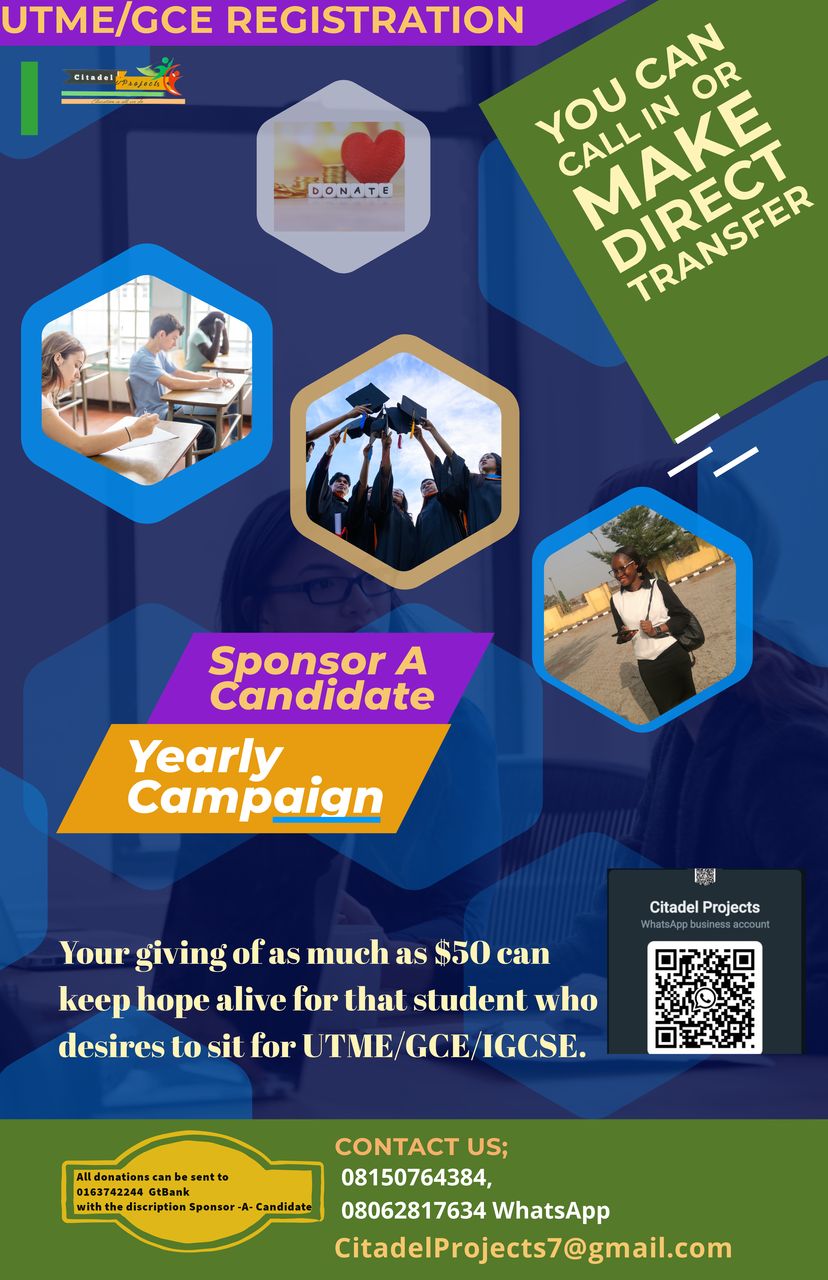 UTME/GCE REGISTRATION
Citadel
Projects
YOU CAN
CALL IN OR
MAKE
DIRECT
TRANSFER
DONATE
Sponsor A
Candidate
Yearly
Campaign
Citadel Projects
WhatsApp business account
Your giving of as much as $50 can
keep hope alive for that student who
desires to sit for UTME/GCE/IGCSE.
All donations can be sent to
0163742244 GtBank
with the discription Sponsor -A- Candidate
CONTACT US;
08150764384,
08062817634 WhatsApp
CitadelProjects7@gmail.com